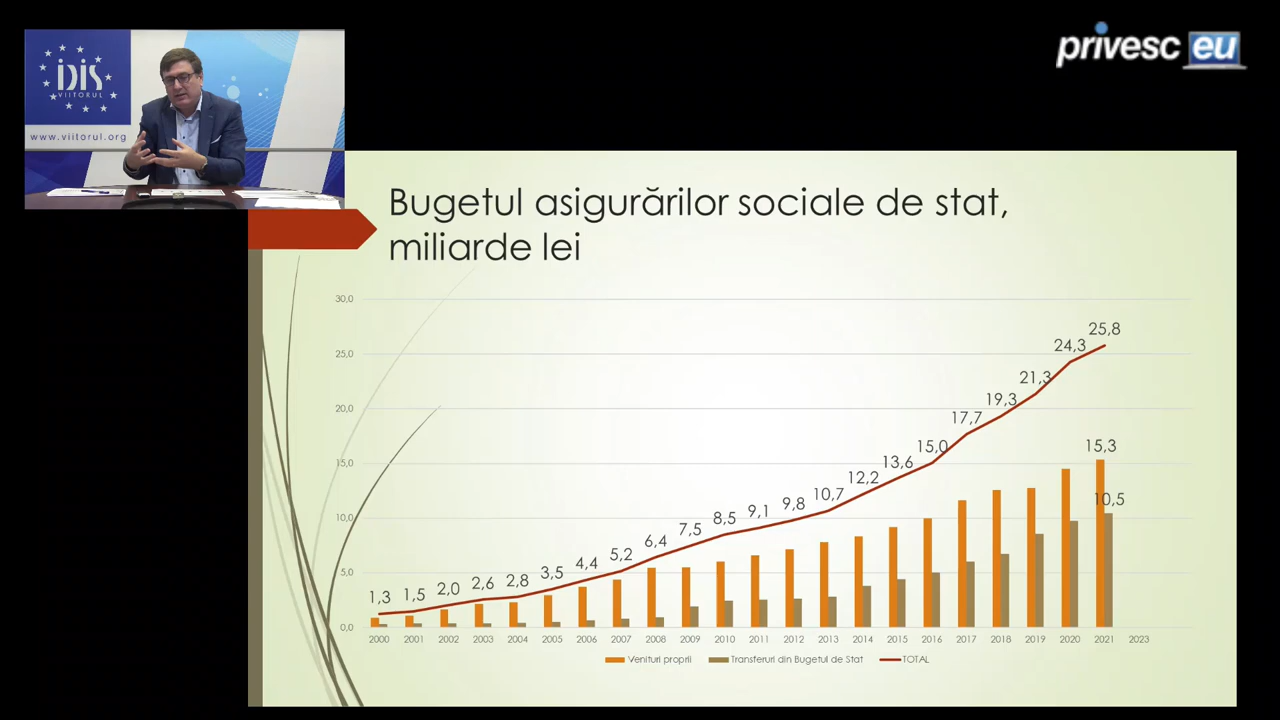 IDIS
VIITORUL
www.viitorul.org
privesc eu
Bugetul asigurărilor sociale de stat,
miliarde lei
30,0
25,0
20,0
15,0
10,0
5,0
0,0
1,3 1,5 2,0 2,6 2,8 3,5 4,4 5,2 6,4 7,5 8,5 9,1 9,8 10,7 12,2 13,6 15,0 17,7 19,3 21,3 24,3 25,8
15,3
10,5
2000 2001 2002 2003 2004 2005 2006 2007 2008 2009 2010 2011 2012 2013 2014 2015 2016 2017 2018 2019 2020 2021 2023
Venituri proprii Transferuri din Bugetul de Stat TOTAL